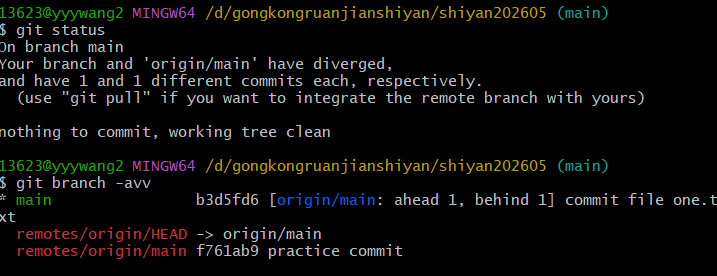 13623@yyywang2 MINGW64 /d/gongkongruanjianshiyan/shiyan202605 (main)
$ git status
On branch main
Your branch and 'origin/main' have diverged,
and have 1 and 1 different commits each, respectively.
  (use "git pull" if you want to integrate the remote branch with yours)

nothing to commit, working tree clean

13623@yyywang2 MINGW64 /d/gongkongruanjianshiyan/shiyan202605 (main)
$ git branch -avv
* main                b3d5fd6 [origin/main: ahead 1, behind 1] commit file one.t
xt
  remotes/origin/HEAD -> origin/main
  remotes/origin/main f761ab9 practice commit